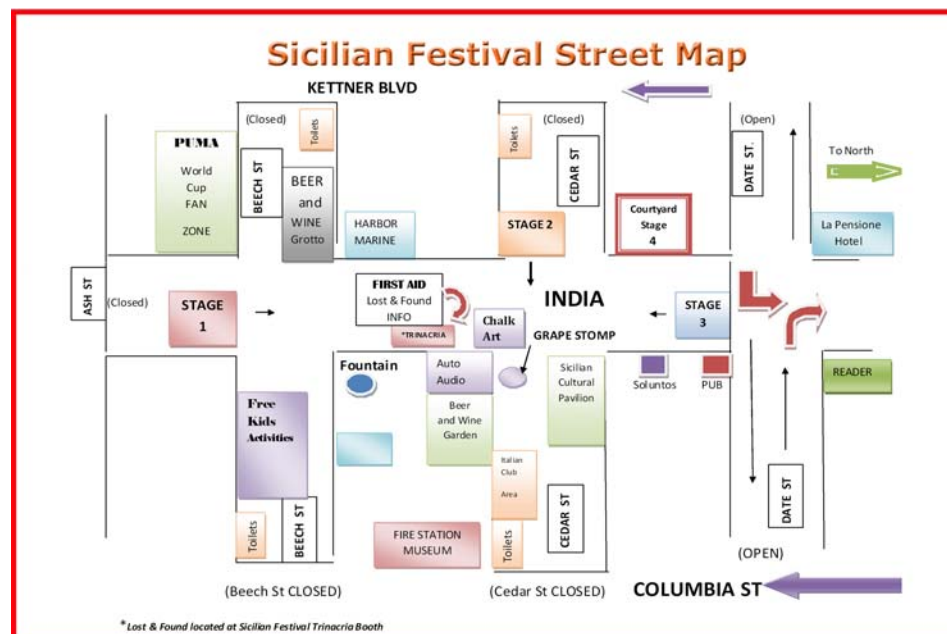 Sicilian Festival Street Map
KETTNER BLVD
(Closed)
Toilets
Toilets
(Closed)
(Open)
PUMA
World
Cup
FAN
ZONE
BEECH ST
BEER
and
WINE
Grotto
HARBOR
MARINE
STAGE 2
CEDAR ST
Courtyard
Stage
4
DATE ST.
To North
La Pensione
Hotel
ASH ST
(Closed)
STAGE
1
FIRST AID
Lost & Found
INFO
*TRINACRIA
Chalk
Art
INDIA
GRAPE STOMP
STAGE
3
Fountain
Auto
Audio
Sicilian
Cultural
Pavilion
Soluntos
PUB
READER
Free
Kids
Activities
Beer
and Wine
Garden
Italian
Club
Area
Toilets
BEECH ST
FIRE STATION
MUSEUM
Toilets
CEDAR ST
DATE ST
(OPEN)
(Beech St CLOSED)
(Cedar St CLOSED)
COLUMBIA ST
*Lost & Found located at Sicilian Festival Trinacria Booth